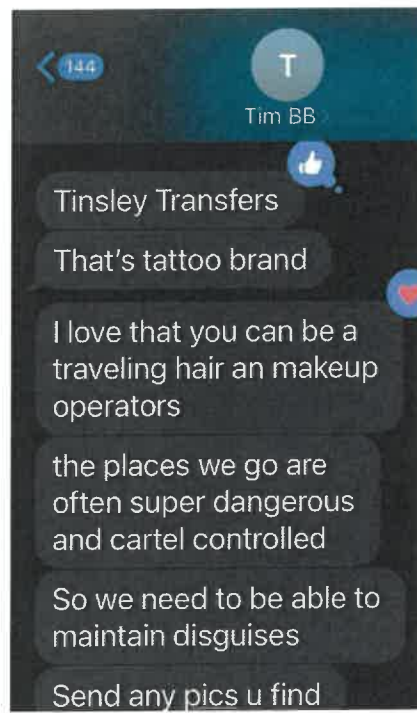 144
T
Tim BB
Tinsley Transfers
That's tattoo brand
I love that you can be a
traveling hair an makeup
operators
the places we go are
often super dangerous
and cartel controlled
So we need to be able to
maintain disguises
Send any pics u find